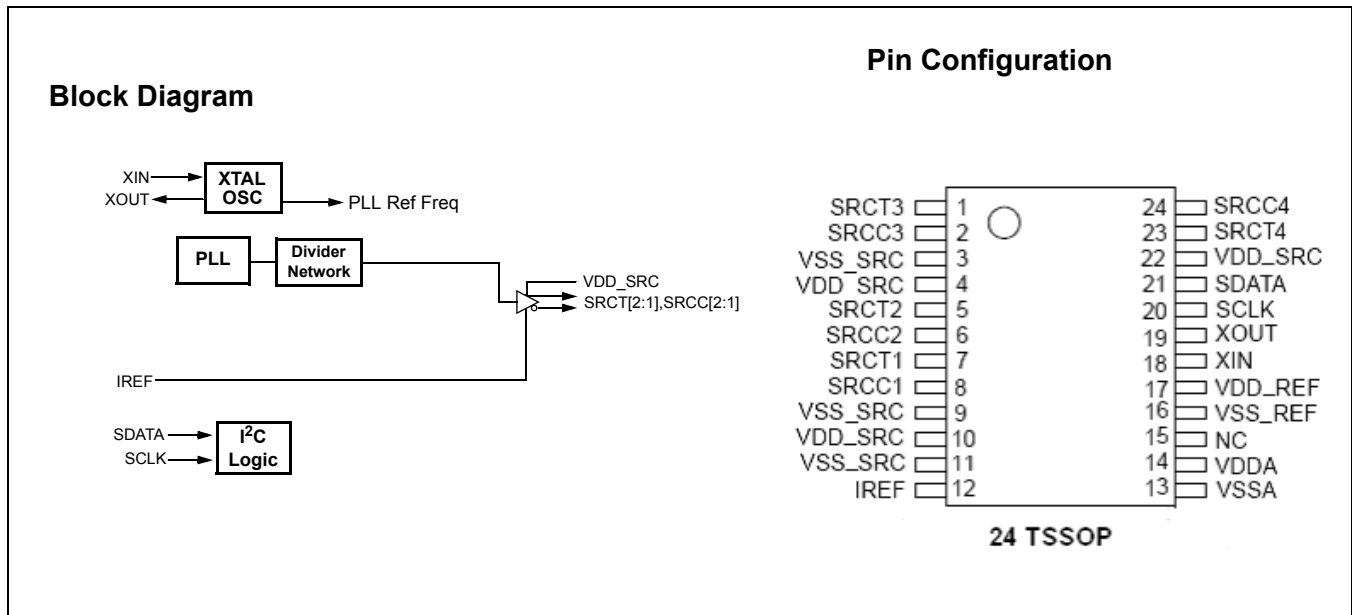 Block Diagram
XIN
XOUT
XTAL
OSC
PLL Ref Freq
PLL
Divider
Network
VDD_SRC
SRCT[2:1],SRCC[2:1]
IREF
SDATA
SCLK
I²C
Logic
Pin Configuration
SRCT3 1 24 SRCC4
SRCC3 2 23 SRCT4
VSS_SRC 3 22 VDD_SRC
VDD_SRC 4 21 SDATA
SRCT2 5 20 SCLK
SRCC2 6 19 XOUT
SRCT1 7 18 XIN
SRCC1 8 17 VDD_REF
VSS_SRC 9 16 VSS_REF
VDD_SRC 10 15 NC
VSS_SRC 11 14 VDDA
IREF 12 13 VSSA
24 TSSOP